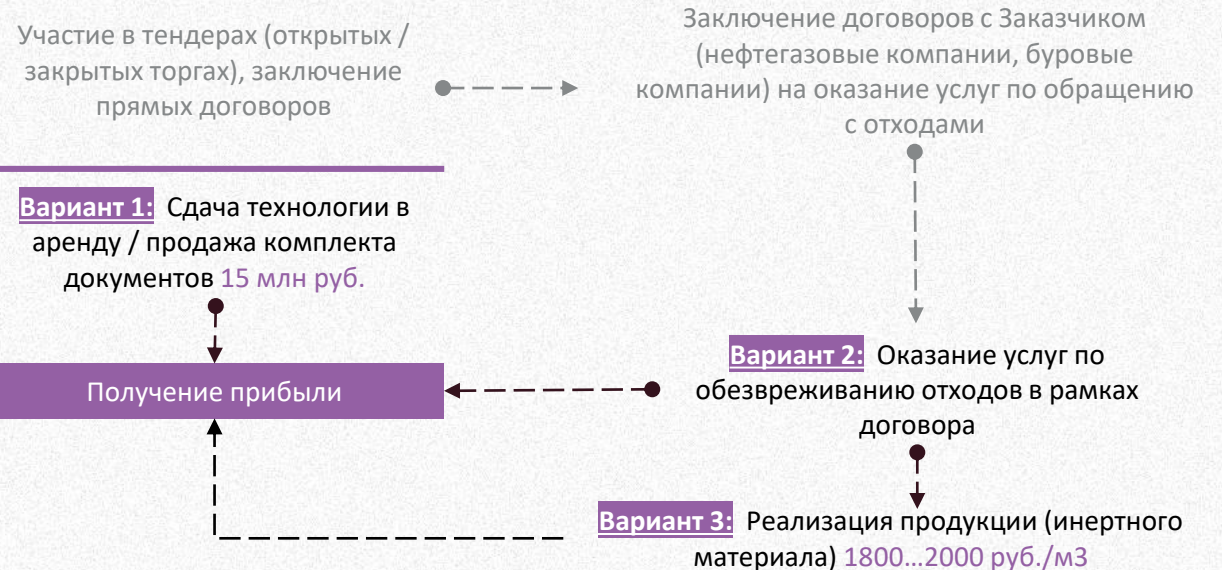 Участие в тендерах (открытых /
закрытых торгах), заключение
прямых договоров
Заключение договоров с Заказчиком
(нефтегазовые компании, буровые
компании) на оказание услуг по обращению
с отходами
Вариант 1: Сдача технологии в
аренду / продажа комплекта
документов 15 млн руб.
Получение прибыли
Вариант 2: Оказание услуг по
обезвреживанию отходов в рамках
договора
Вариант 3: Реализация продукции (инертного
материала) 1800...2000 руб./м3